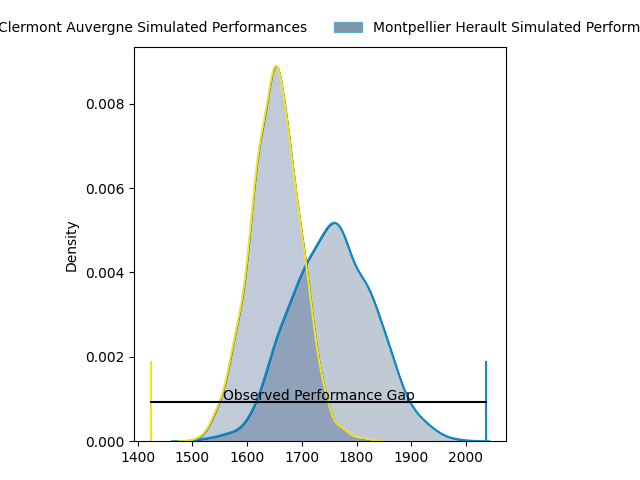 Clermont Auvergne Simulated Performances
Montpellier Herault Simulated Perform
Density
0.008
0.006
0.004
0.002
0.000
Observed Performance Gap
1400 1500 1600 1700 1800 1900 2000